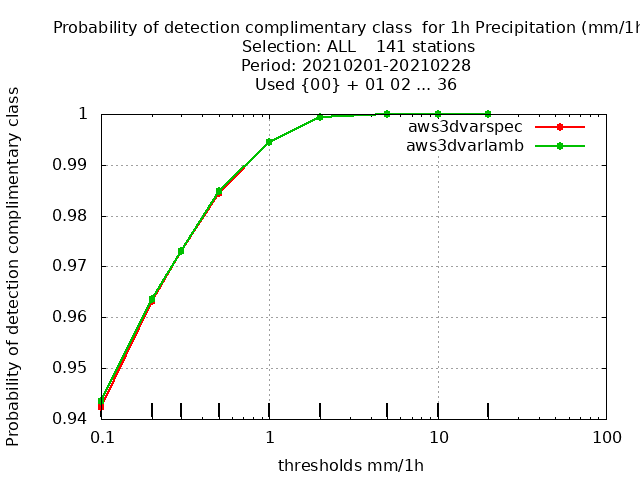 Probability of detection complimentary class  for 1h Precipitation (mm/1h
Selection: ALL    141 stations
Period: 20210201-20210228
Used {00} + 01 02 ... 36
Probability of detection complimentary class
1
0.99
0.98
0.97
0.96
0.95
0.94
aws3dvarspec
aws3dvarlamb
0.1 1 10 100
thresholds mm/1h